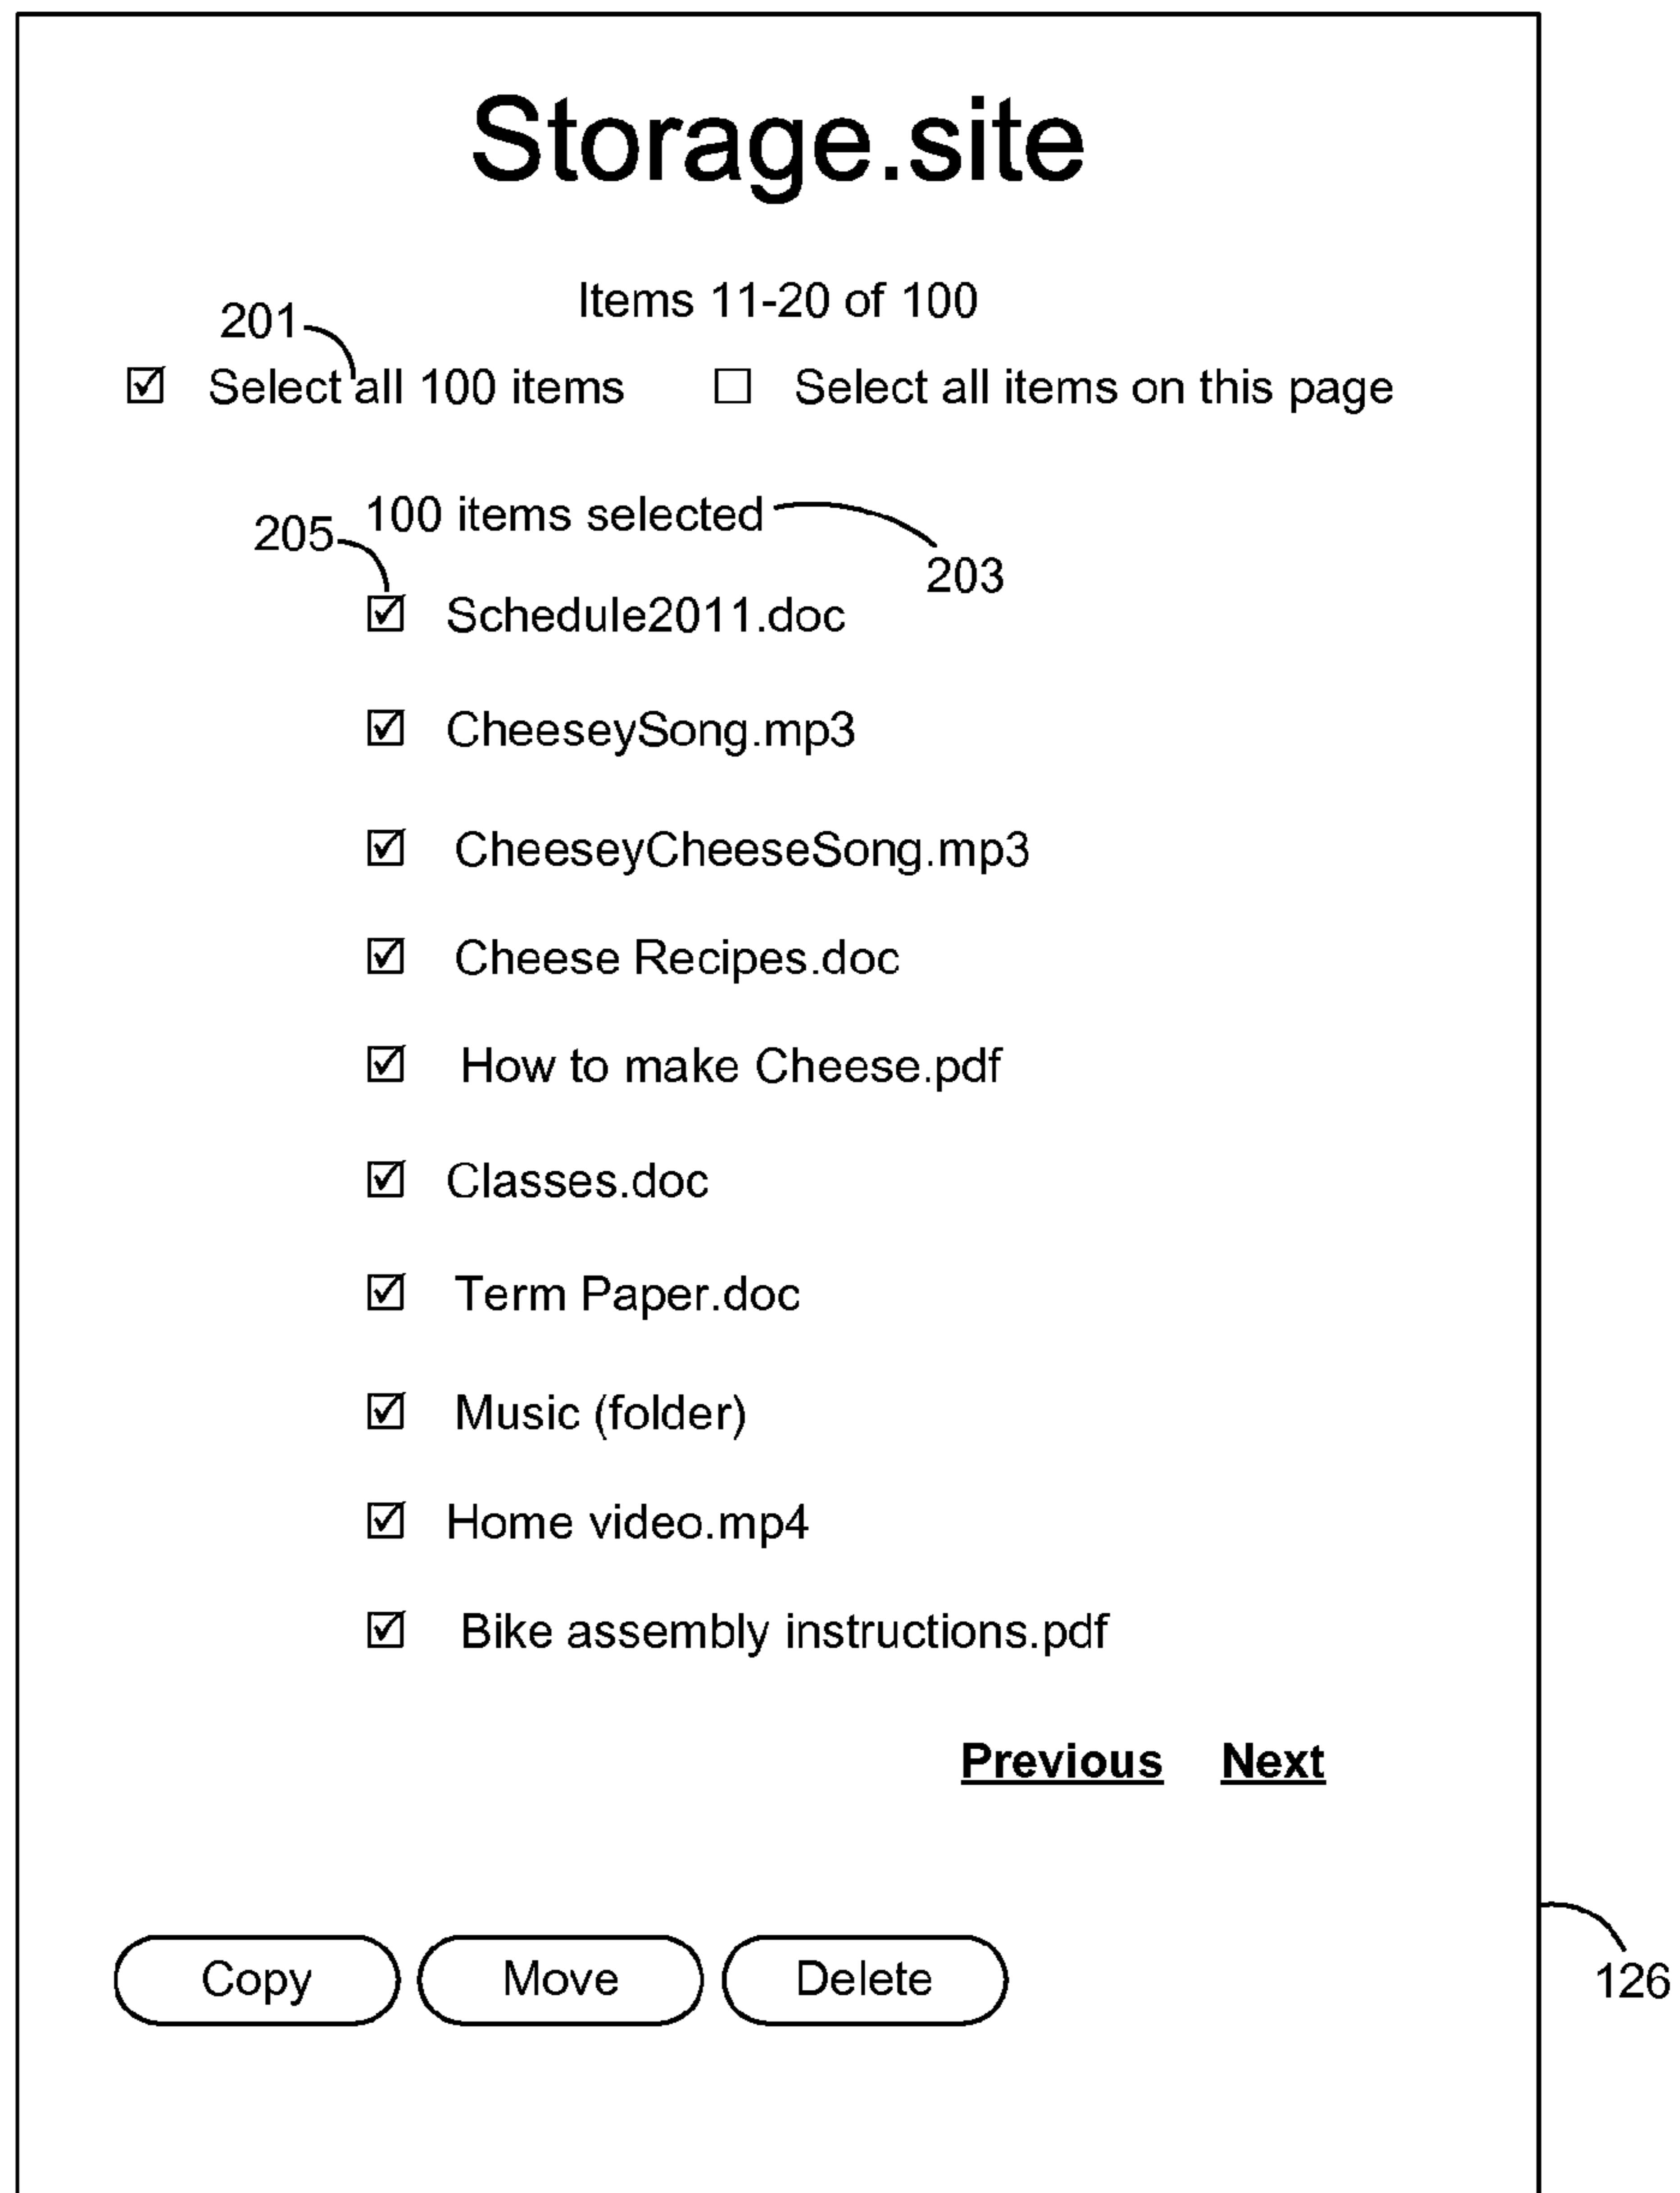 Storage.site
Items 11-20 of 100
201
Select all 100 items Select all items on this page
100 items selected
205
203
Schedule2011.doc
CheeseySong.mp3
CheeseyCheeseSong.mp3
Cheese Recipes.doc
How to make Cheese.pdf
Classes.doc
Term Paper.doc
Music (folder)
Home video.mp4
Bike assembly instructions.pdf
Previous Next
Copy Move Delete
126